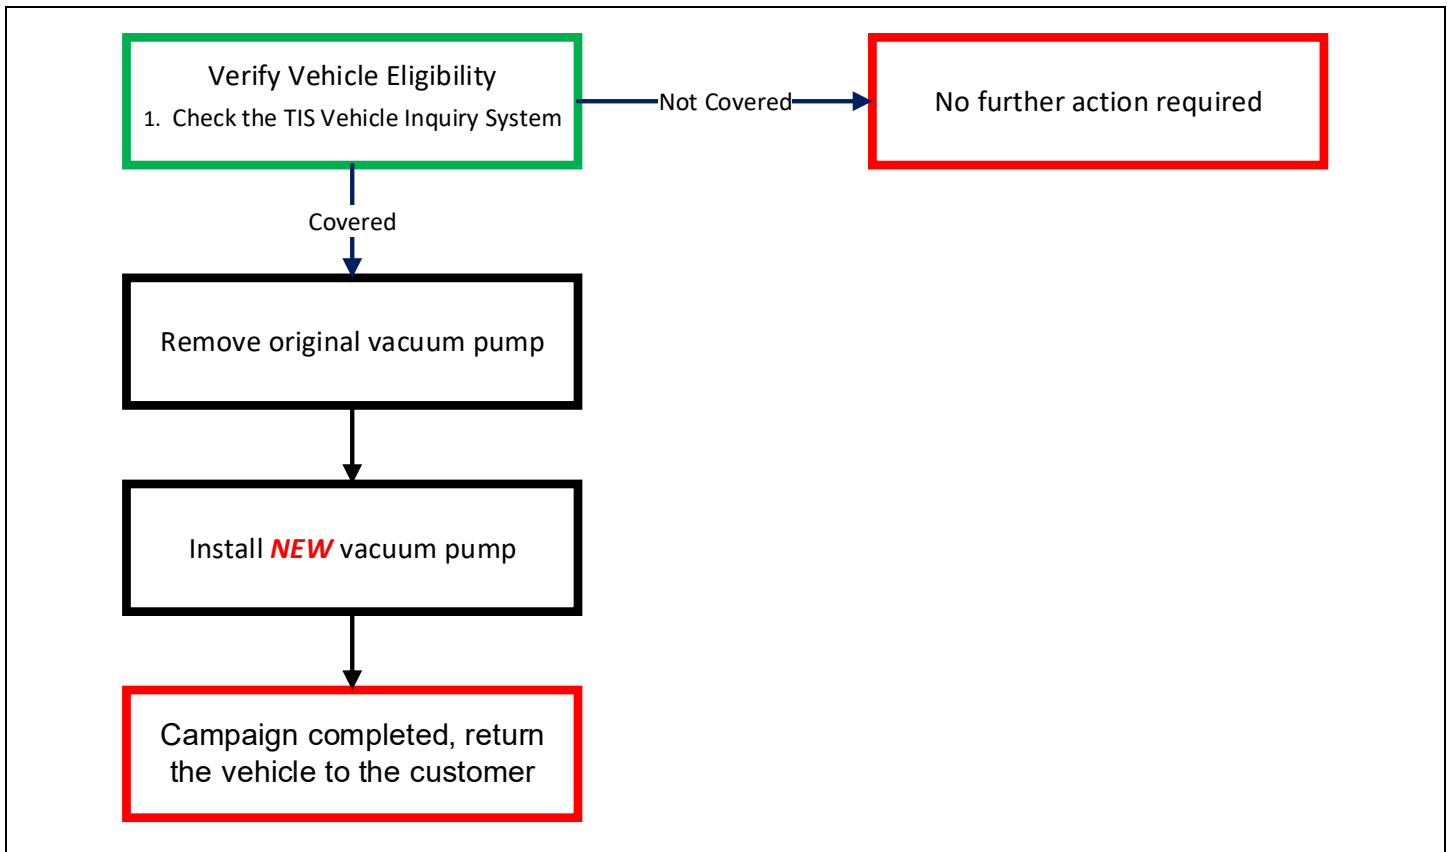 Verify Vehicle Eligibility
1. Check the TIS Vehicle Inquiry System
Not Covered
No further action required
Covered
Remove original vacuum pump
Install NEW vacuum pump
Campaign completed, return
the vehicle to the customer